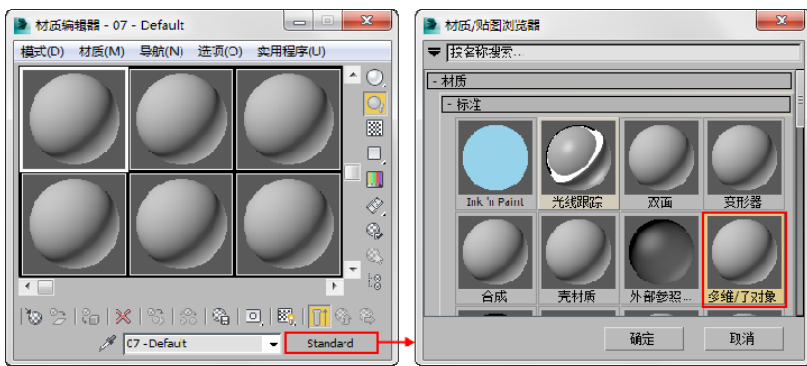 材质编辑器 - 07 - Default
模式(D) 材质(M) 导航(N) 选项(O) 实用程序(U)
07 - Default
Standard
材质/贴图浏览器
按名称搜索...
- 材质
- 标准
Ink 'n Paint 光线跟踪 双面 变形器
合成 壳材质 外部参照... 多维/子对象
确定 取消